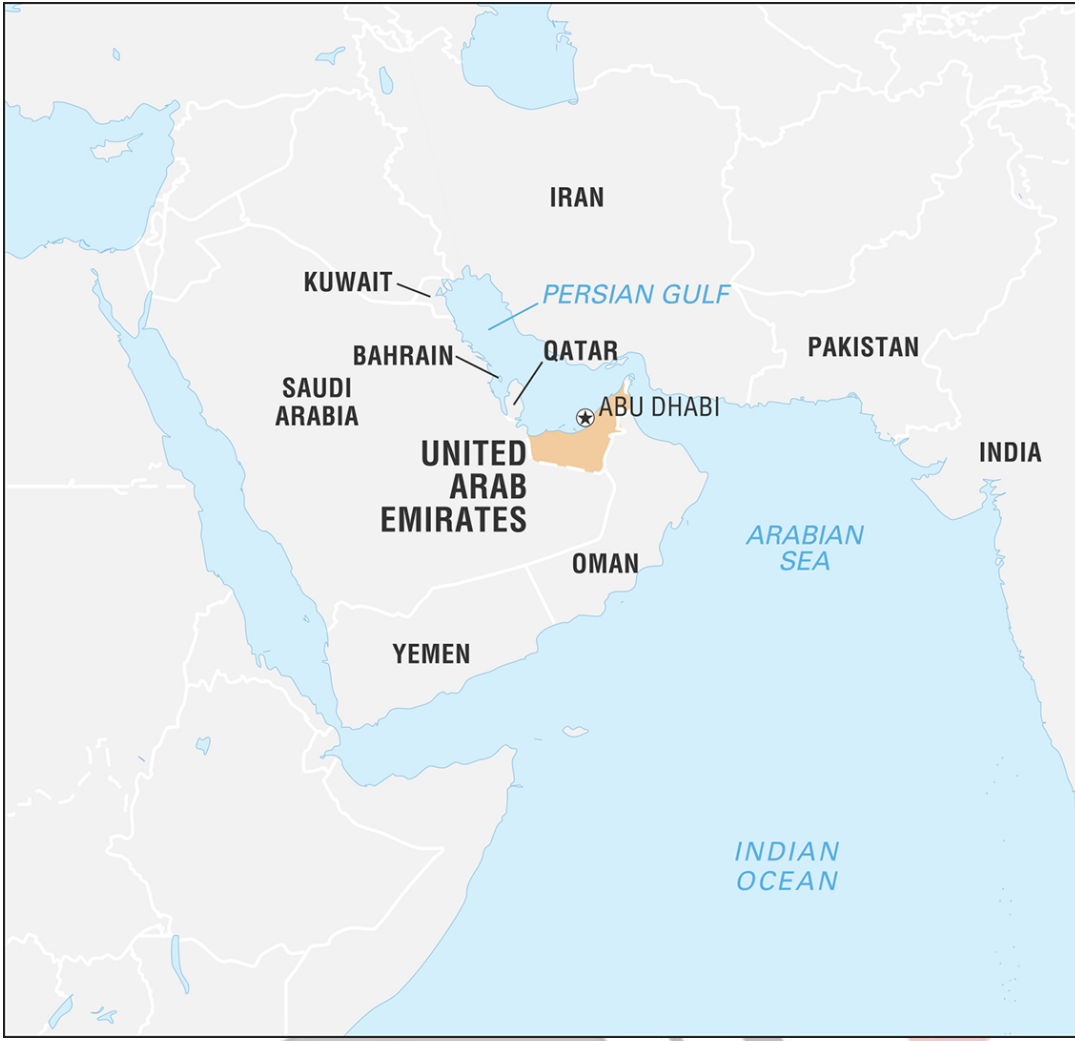 IRAN
KUWAIT
PERSIAN GULF
BAHRAIN
QATAR
PAKISTAN
SAUDI
ARABIA
ABU DHABI
UNITED
ARAB
EMIRATES
INDIA
ARABIAN
SEA
OMAN
YEMEN
INDIAN
OCEAN